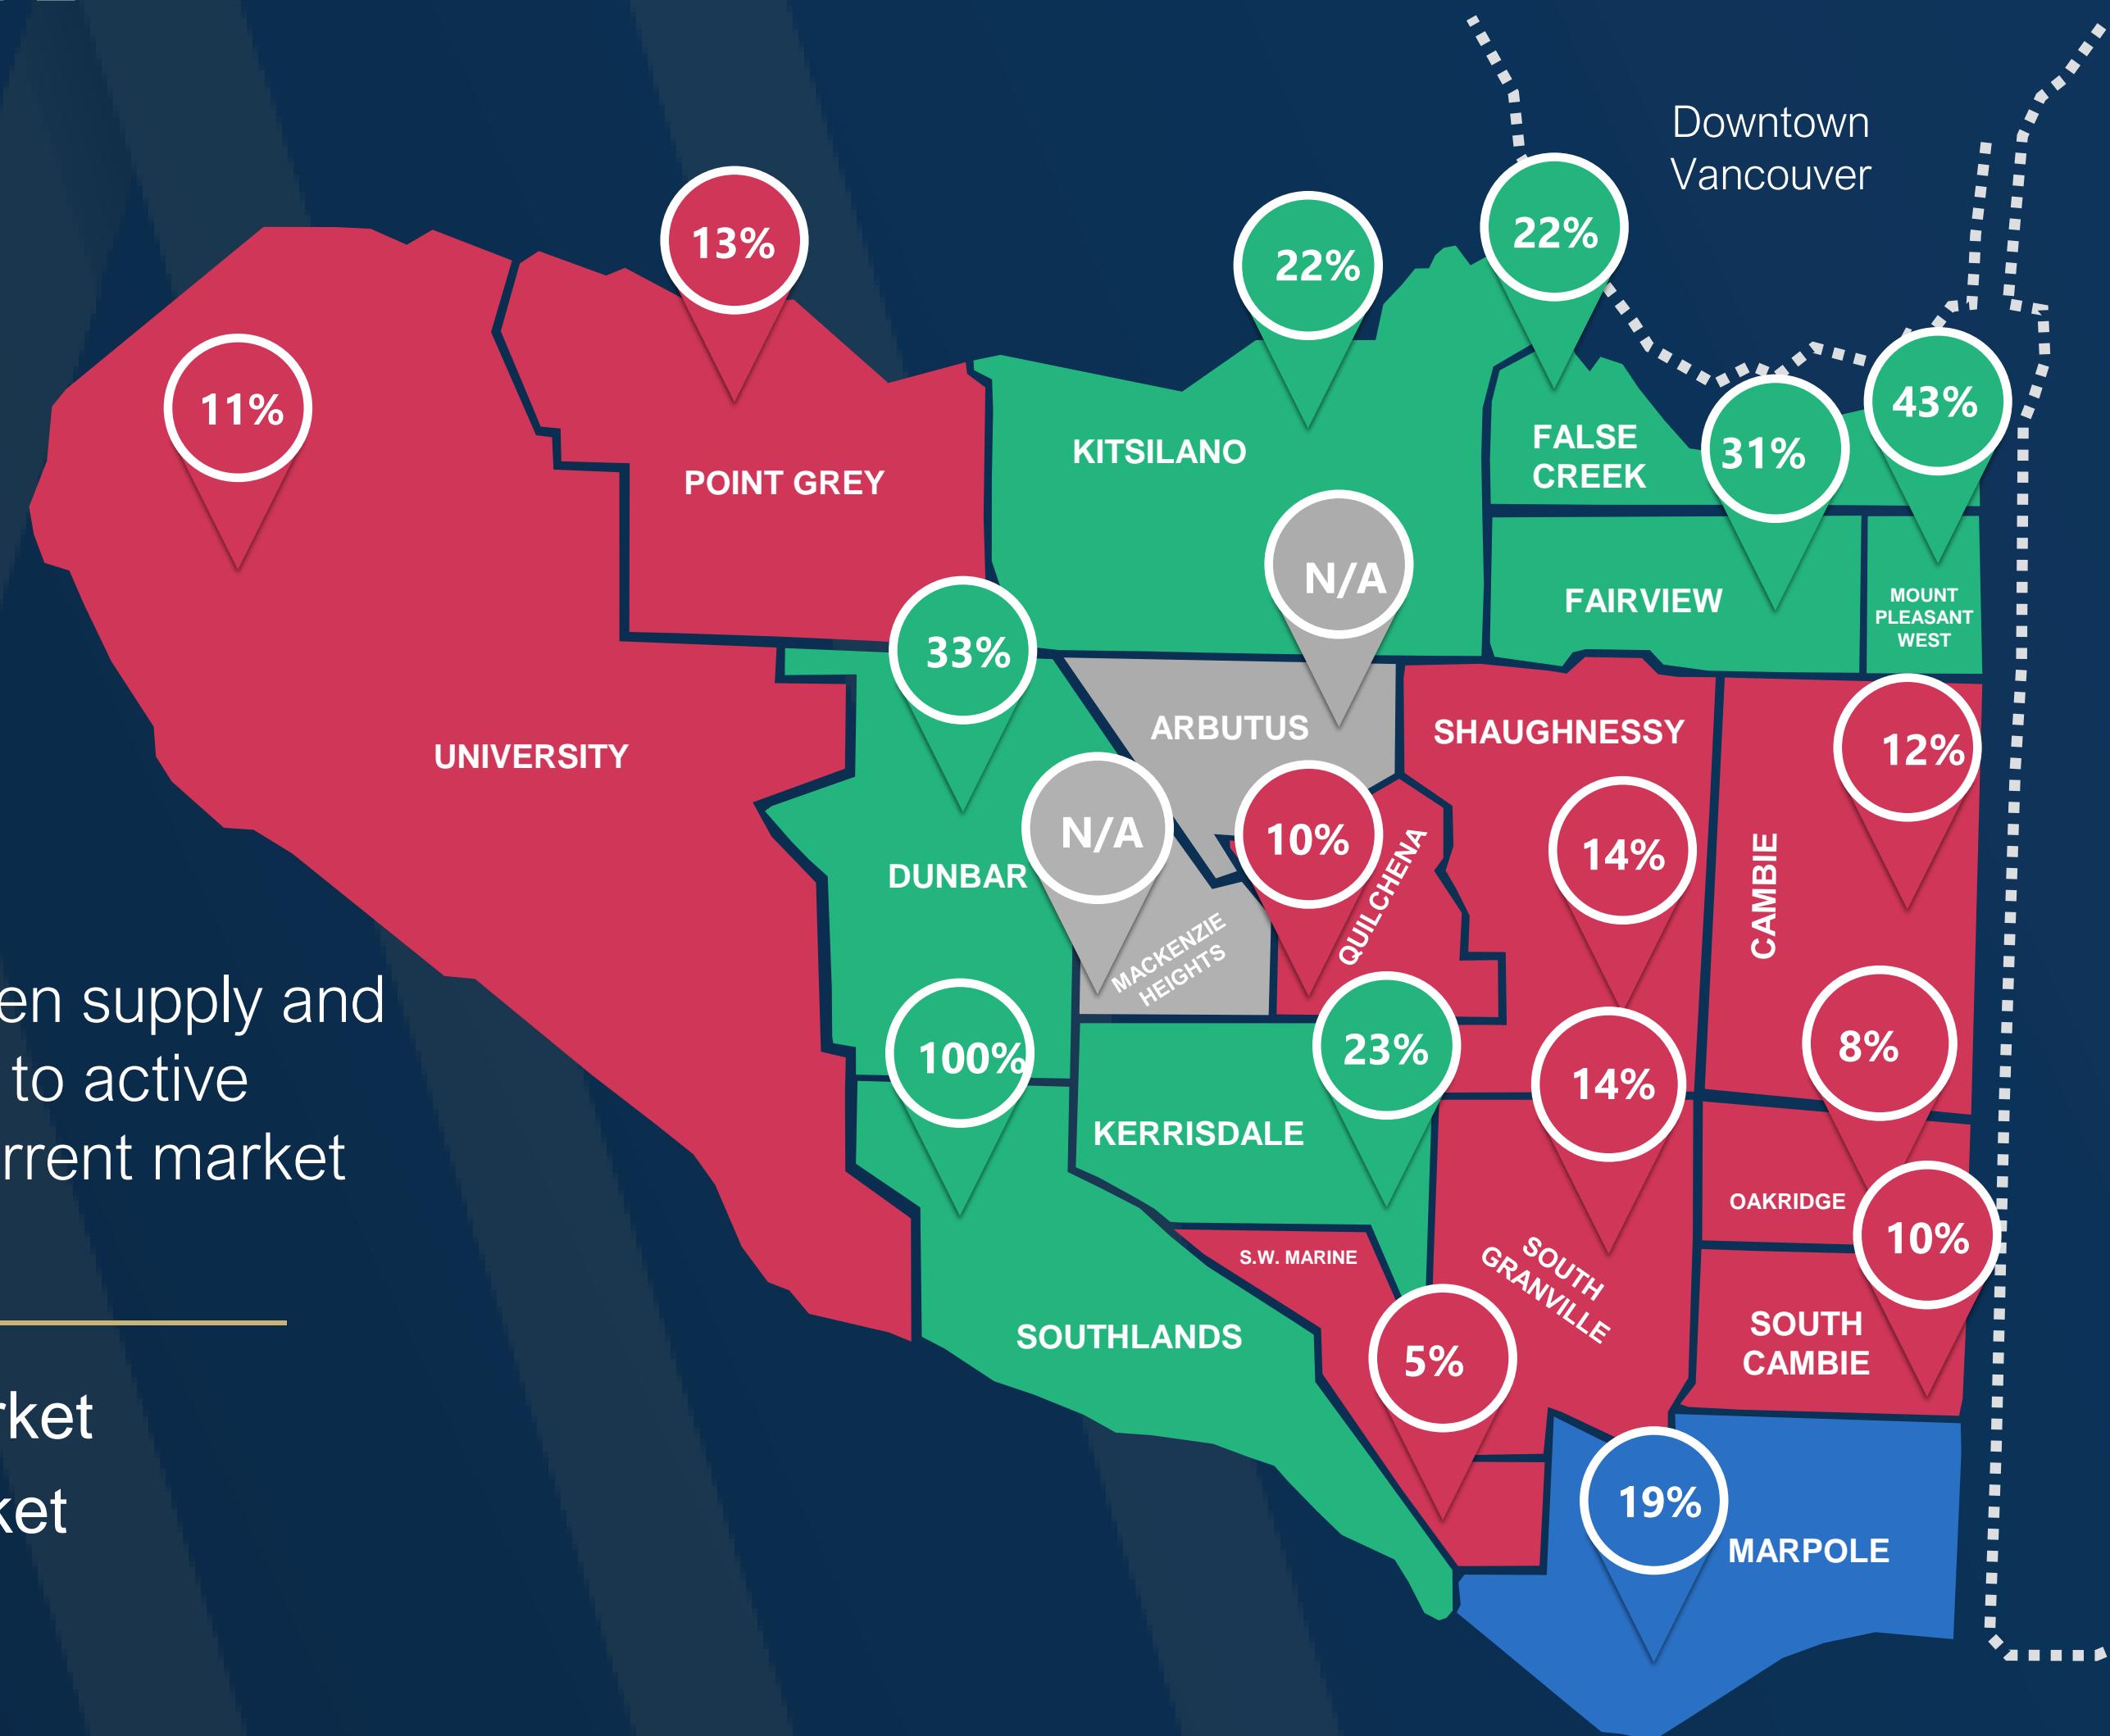 Downtown
Vancouver
13%
22%
22%
11%
43%
31%
KITSILANO
FALSE
CREEK
POINT GREY
N/A
FAIRVIEW
MOUNT
PLEASANT
WEST
33%
ARBUTUS
SHAUGHNESSY
12%
UNIVERSITY
N/A
10%
14%
CAMBIE
DUNBAR
QUILCHENA
MACKENZIE
HEIGHTS
100%
23%
14%
8%
KERRISDALE
OAKRIDGE
10%
S.W. MARINE
SOUTH
GRANVILLE
SOUTHLANDS
5%
SOUTH
CAMBIE
19%
MARPOLE
en supply and
to active
rrent market
rket
ket